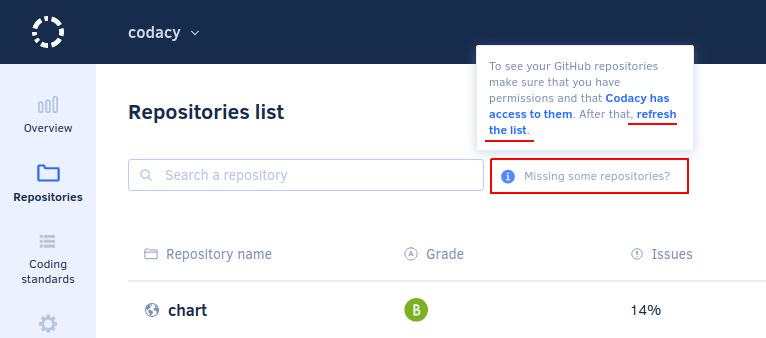 codacy
To see your GitHub repositories
make sure that you have
permissions and that Codacy has
access to them. After that, refresh
the list.
Repositories list
Overview
Search a repository
Missing some repositories?
Repositories
Repository name
Grade
Issues
Coding
standards
chart
B
14%